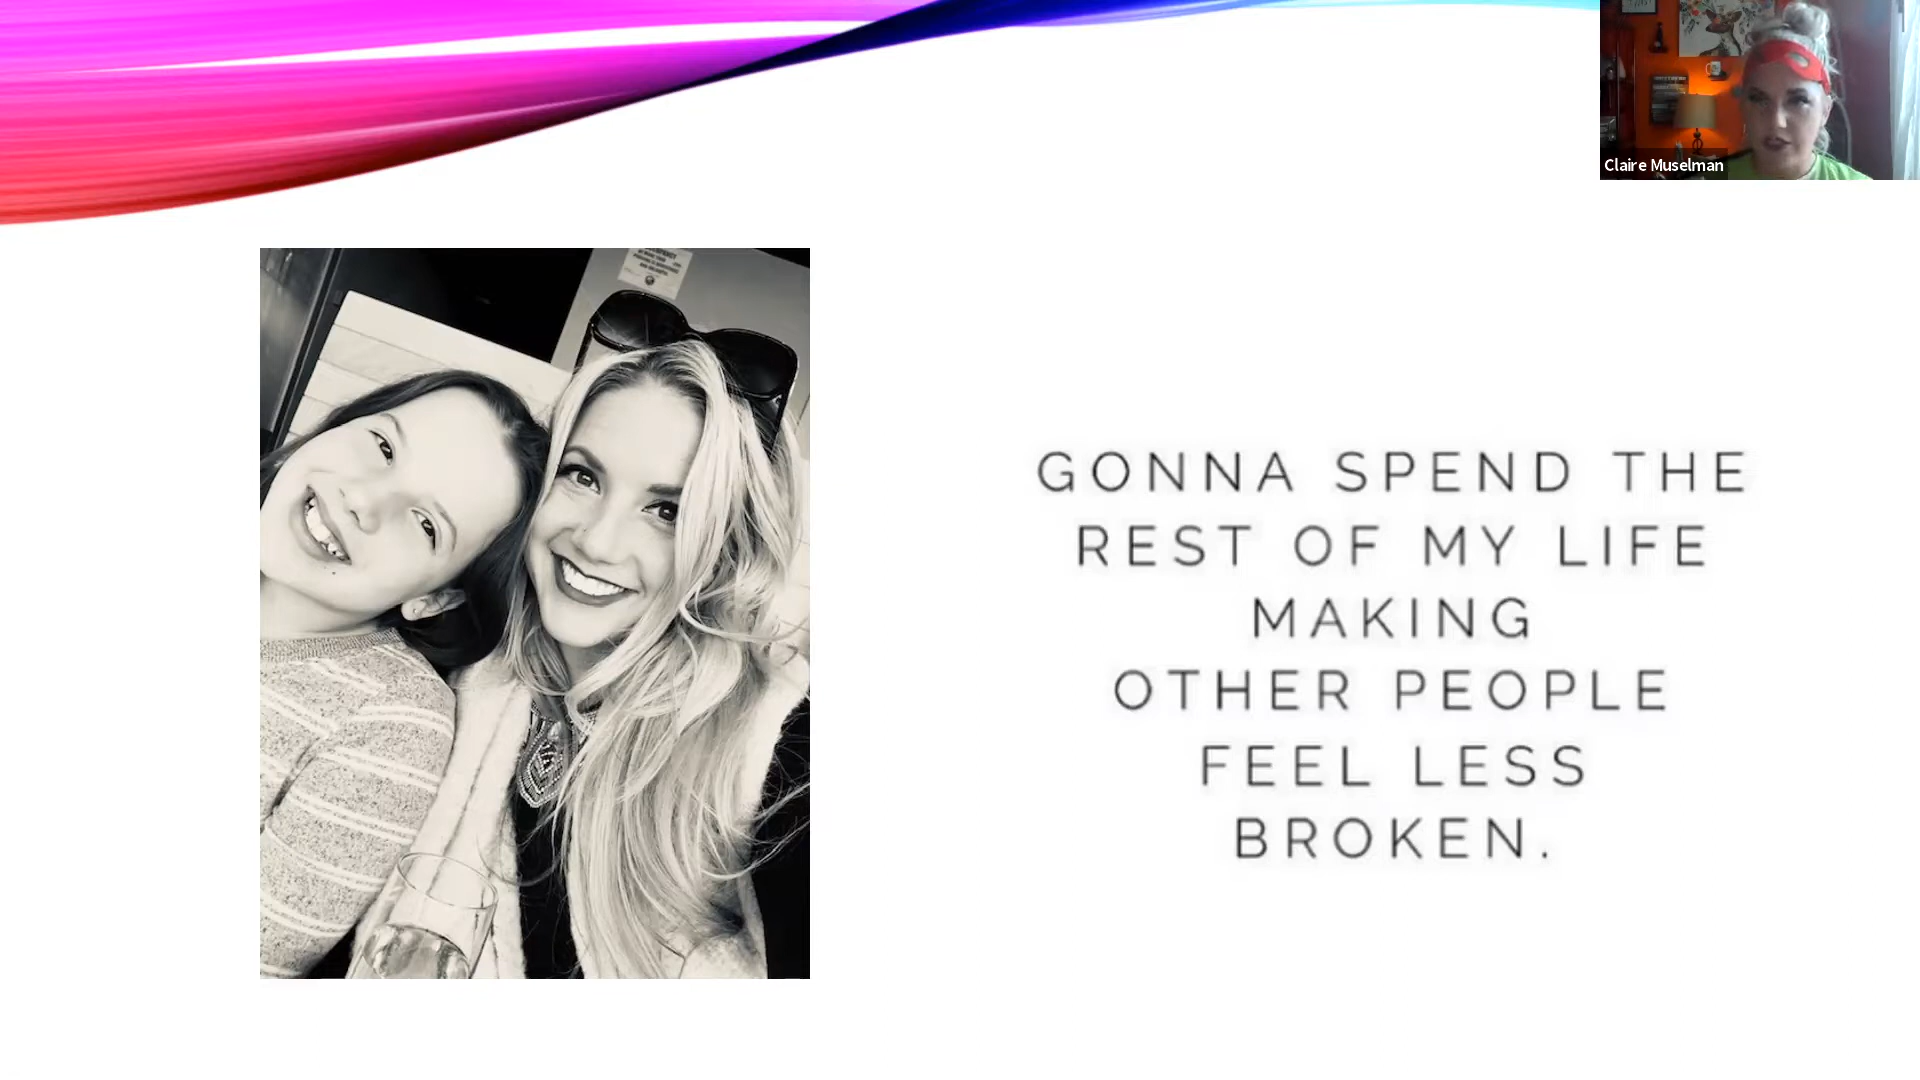 Claire Muselman
GONNA SPEND THE
REST OF MY LIFE
MAKING
OTHER PEOPLE
FEEL LESS
BROKEN.